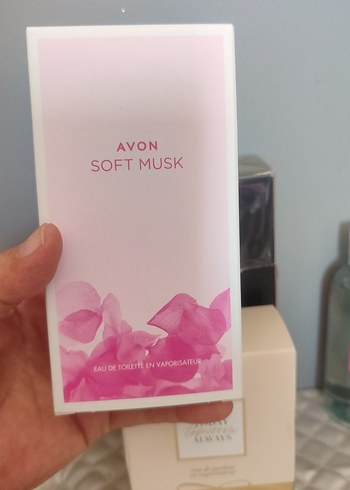 AVON
SOFT MUSK
EAU DE TOILETTE EN VAPORISATEUR
ALWAYS